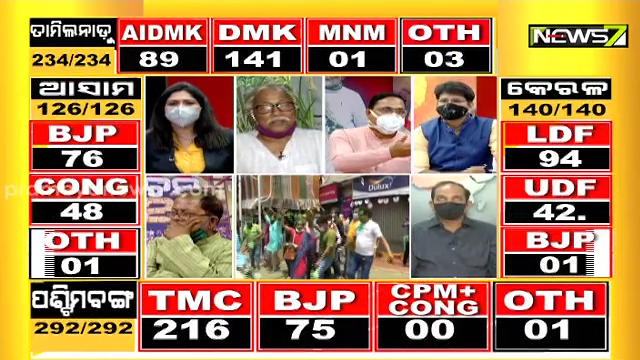 ତାମିଲନାଡୁ AIDMK DMK MNM OTH NEWS7
234/234 89 141 01 03
ଆସାମ
126/126
BJP
76
CONG
48
OTH
01
କେରଳ
140/140
LDF
94
UDF
42.
BJP
01
Dulux
ପଶ୍ଚିମବଙ୍ଗ TMC BJP CPM+ CONG OTH
292/292 216 75 00 01